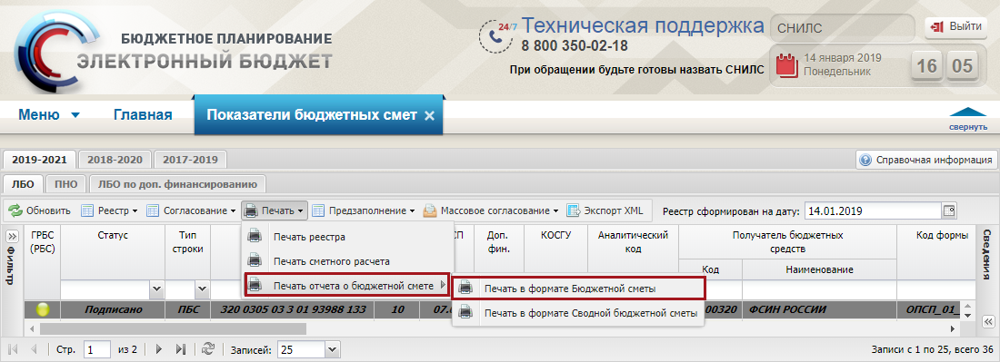 БЮДЖЕТНОЕ ПЛАНИРОВАНИЕ
ЭЛЕКТРОННЫЙ БЮДЖЕТ
24/7 Техническая поддержка
8 800 350-02-18
При обращении будьте готовы назвать СНИЛС
СНИЛС
Выйти
14 января 2019
Понедельник
16 05
Меню Главная Показатели бюджетных смет
свернуть
2019-2021 2018-2020 2017-2019
Справочная информация
ЛБО ПНО ЛБО по доп. финансированию
Обновить Реестр Согласование Печать Предзаполнение Массовое согласование Экспорт XML Реестр сформирован на дату: 14.01.2019
Фильтр
ГРБС (РБС)
Статус
Тип строки
СП
Доп. фин.
КОСГУ
Аналитический код
Получатель бюджетных средств
Код
Наименование
Код формы
Сведения
Печать реестра
Печать сметного расчета
Печать отчета о бюджетной смете
Печать в формате Бюджетной сметы
Печать в формате Сводной бюджетной сметы
Подписано ПБС 320 0305 03 3 01 93988 133 10 07.0 00320 ФСИН РОССИИ ОПСП_01_
Стр. 1 из 2 Записей: 25 Записи с 1 по 25, всего 36